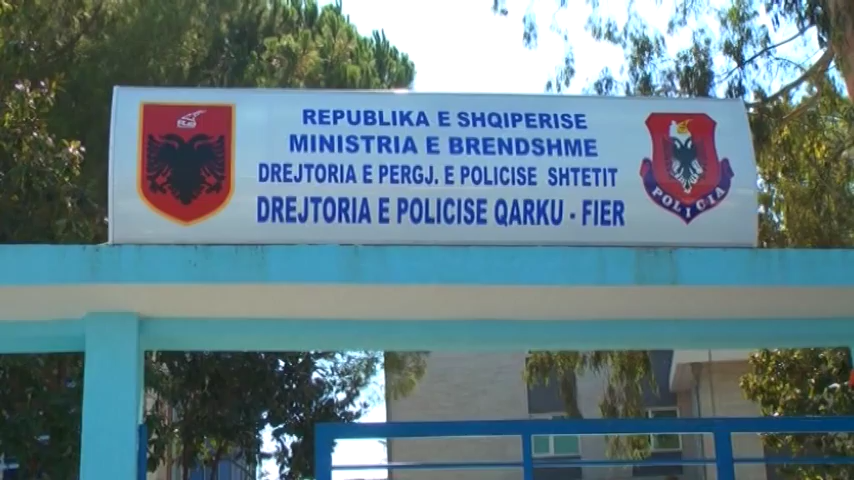 REPUBLIKA E SHQIPERISE
MINISTRIA E BRENDSHME
DREJTORIA E PERGJ. E POLICISE SHTETIT
DREJTORIA E POLICISE QARKU - FIER
POLICIA